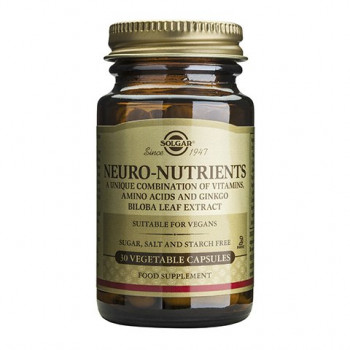 SOLGAR
Since 1947
NEURO-NUTRIENTS
A UNIQUE COMBINATION OF VITAMINS,
AMINO ACIDS AND GINKGO
BILOBA LEAF EXTRACT
SUITABLE FOR VEGANS
SUGAR, SALT AND STARCH FREE
30 VEGETABLE CAPSULES
FOOD SUPPLEMENT